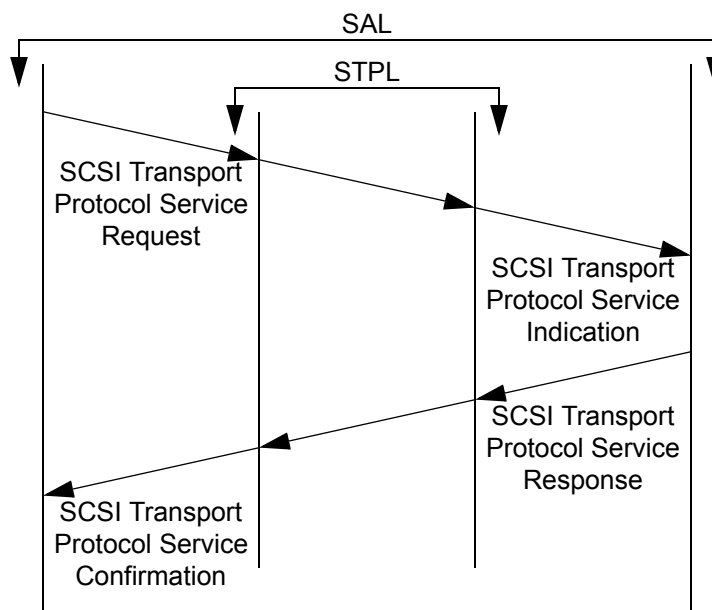 SAL
STPL
SCSI Transport
Protocol Service
Request
SCSI Transport
Protocol Service
Indication
SCSI Transport
Protocol Service
Response
SCSI Transport
Protocol Service
Confirmation